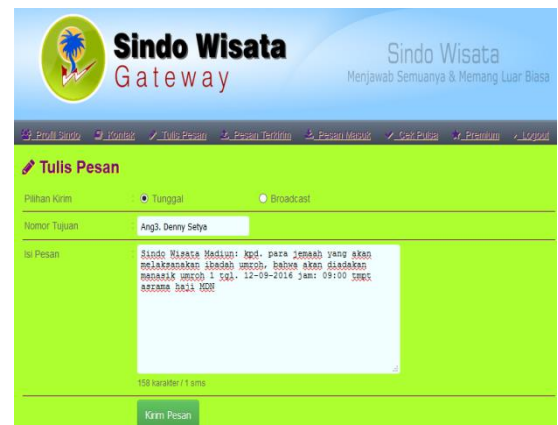 Sindo Wisata
Gateway
Sindo Wisata
Menjawab Semuanya & Memang Luar Biasa
Profil Sindo Kontak Tulis Pesan Pesan Terkirim Pesan Masuk Cek Pulsa Premium Logout
Tulis Pesan
Pilihan Kirim : Tunggal Broadcast
Nomor Tujuan : Ang3. Denny Setya
Isi Pesan : Sindo Wisata Madiun: kpd. para jemaah yang akan
melaksanakan ibadah umroh, bahwa akan diadakan
manasik umroh 1 tgl. 12-09-2016 jam: 09:00 tmpt
asrama haji MDN
158 karakter / 1 sms
Kirim Pesan